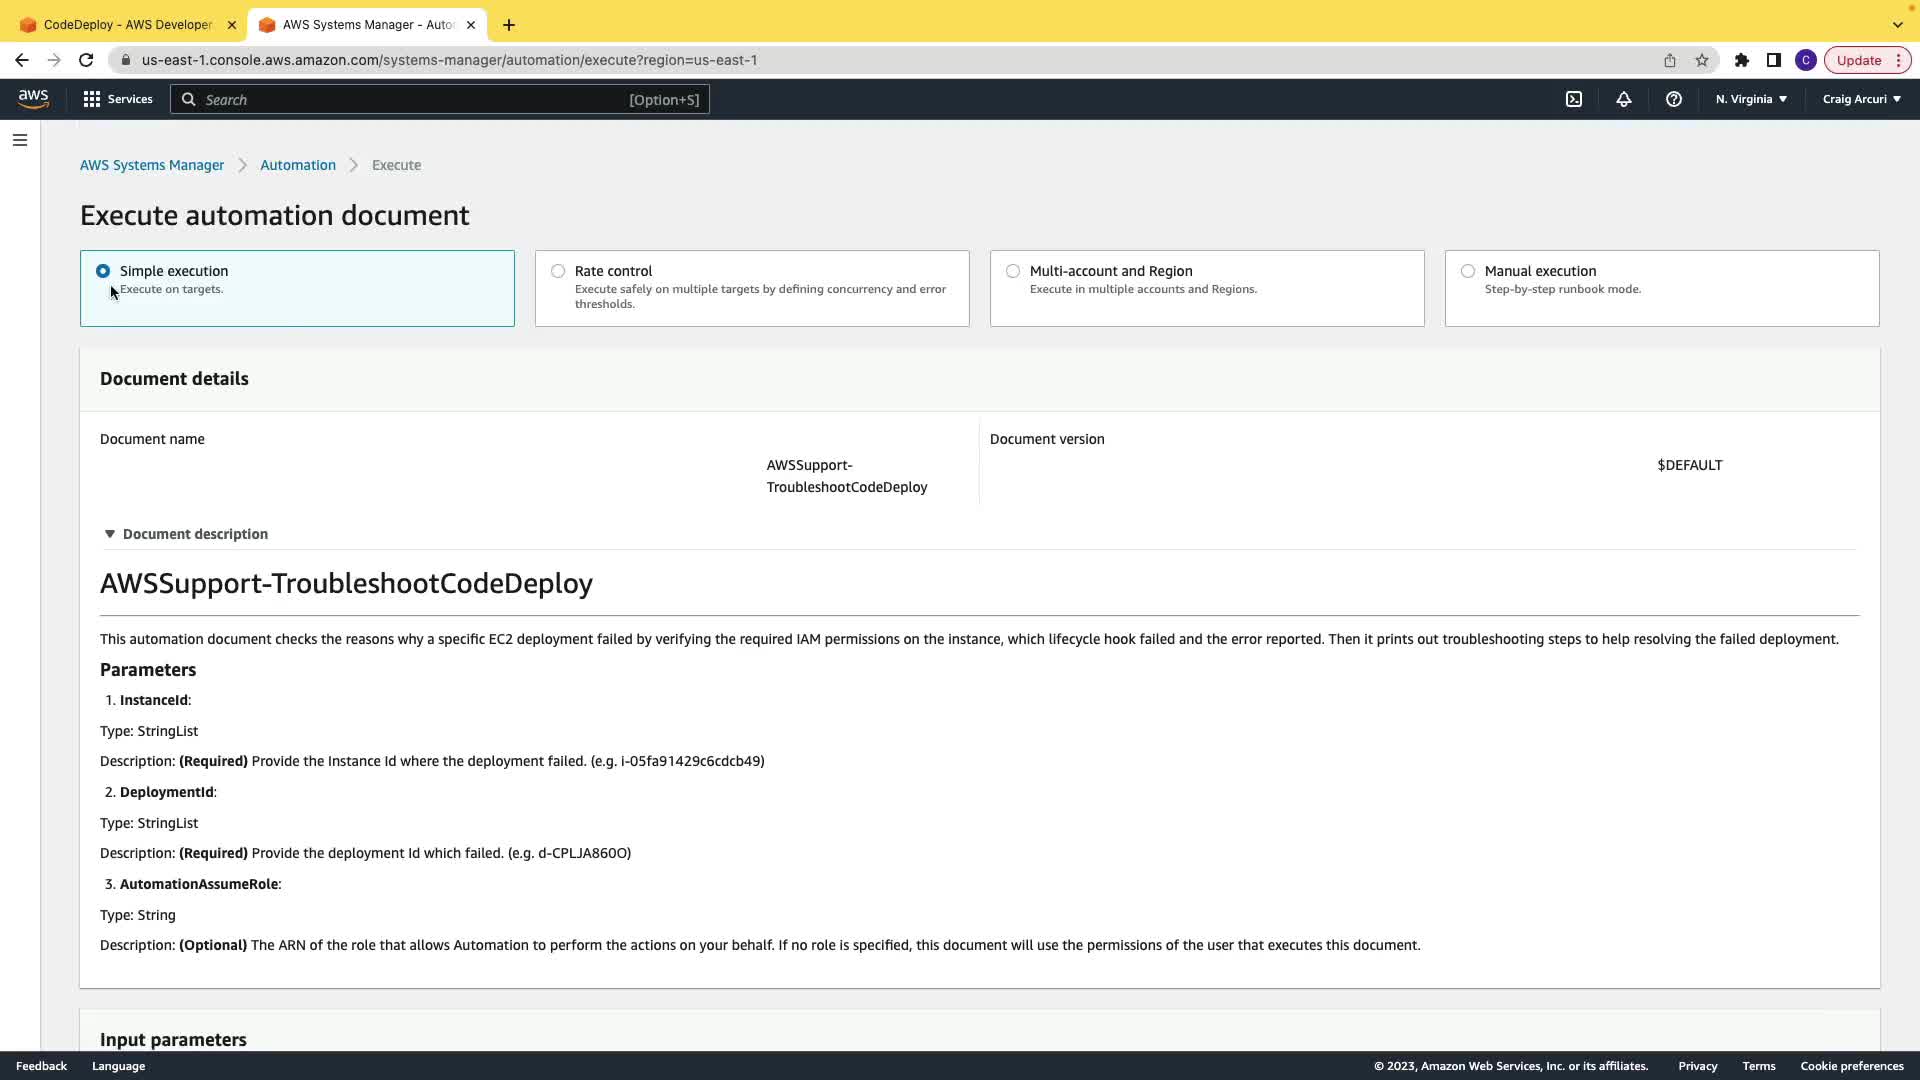 CodeDeploy - AWS Developer
AWS Systems Manager - Auto
us-east-1.console.aws.amazon.com/systems-manager/automation/execute?region=us-east-1
C
Update
aws
Services
Search
[Option+S]
N. Virginia
Craig Arcuri
AWS Systems Manager
Automation
Execute
Execute automation document
Simple execution
Execute on targets.
Rate control
Execute safely on multiple targets by defining concurrency and error
thresholds.
Multi-account and Region
Execute in multiple accounts and Regions.
Manual execution
Step-by-step runbook mode.
Document details
Document name
AWSSupport-
TroubleshootCodeDeploy
Document version
$DEFAULT
Document description
AWSSupport-TroubleshootCodeDeploy
This automation document checks the reasons why a specific EC2 deployment failed by verifying the required IAM permissions on the instance, which lifecycle hook failed and the error reported. Then it prints out troubleshooting steps to help resolving the failed deployment.
Parameters
1. InstanceId:
Type: StringList
Description: (Required) Provide the Instance Id where the deployment failed. (e.g. i-05fa91429c6cdcb49)
2. DeploymentId:
Type: StringList
Description: (Required) Provide the deployment Id which failed. (e.g. d-CPLJA860O)
3. AutomationAssumeRole:
Type: String
Description: (Optional) The ARN of the role that allows Automation to perform the actions on your behalf. If no role is specified, this document will use the permissions of the user that executes this document.
Input parameters
Feedback
Language
© 2023, Amazon Web Services, Inc. or its affiliates.
Privacy
Terms
Cookie preferences